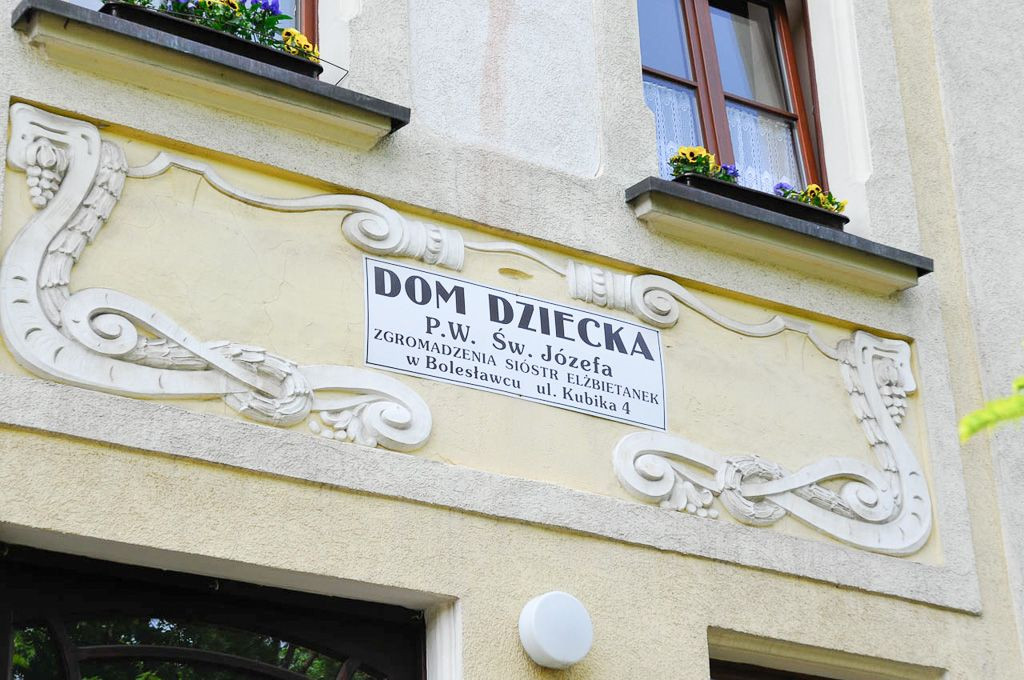 DOM DZIECKA
P.W. Św. Józefa
ZGROMADZENIA SIÓSTR ELŻBIETANEK
w Bolesławcu ul. Kubika 4